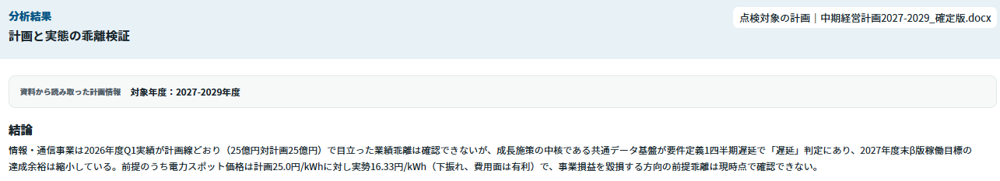 分析結果
計画と実態の乖離検証
点検対象の計画｜中期経営計画2027-2029_確定版.docx
資料から読み取った計画情報 対象年度：2027-2029年度
結論
情報・通信事業は2026年度Q1実績が計画線どおり（25億円対計画25億円）で目立った業績乖離は確認できないが、成長施策の中核である共通データ基盤が要件定義1四半期遅延で「遅延」判定にあり、2027年度末β版稼働目標の
達成余裕は縮小している。前提のうち電力スポット価格は計画25.0円/kWhに対し実勢16.33円/kWh（下振れ、費用面は有利）で、事業損益を毀損する方向の前提乖離は現時点で確認できない。